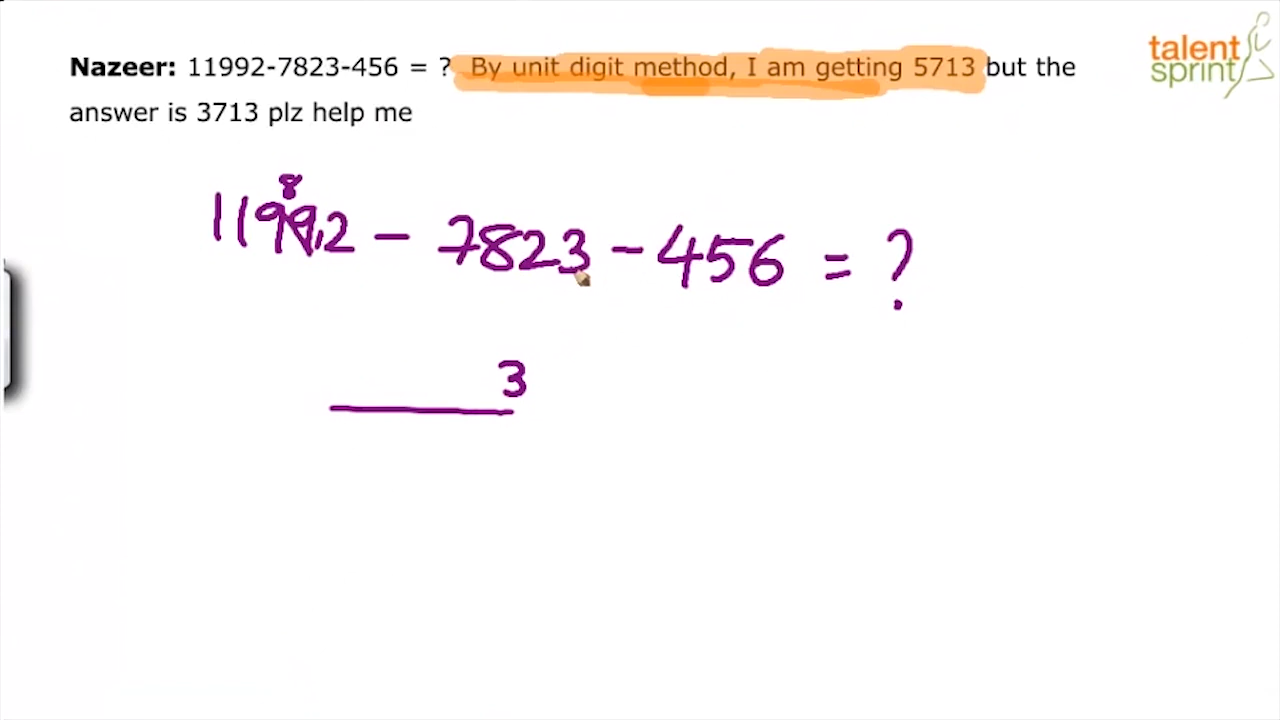 talent
sprint
Nazeer: 11992-7823-456 = ? By unit digit method, I am getting 5713 but the
answer is 3713 plz help me
8
11992 - 7823 - 456 = ?
3